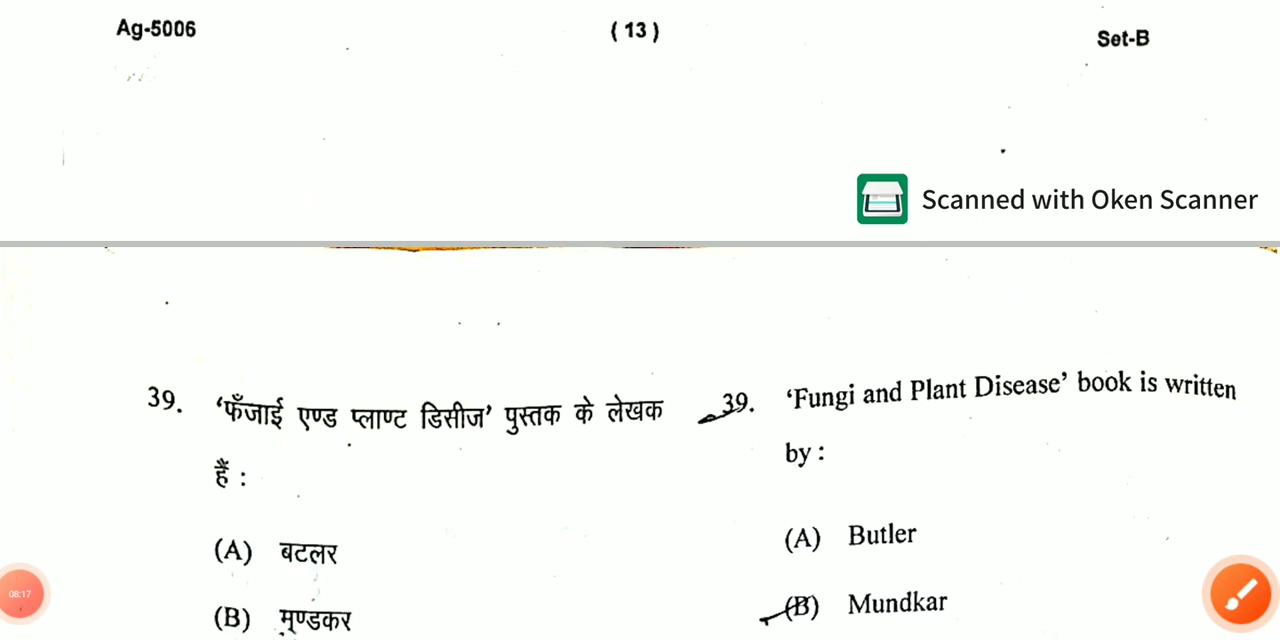 Ag-5006 ( 13 ) Set-B
Scanned with Oken Scanner
39. ‘फँजाई एण्ड प्लाण्ट डिसीज’ पुस्तक के लेखक
हैं :
(A) बटलर
(B) मुण्डकर
39. ‘Fungi and Plant Disease’ book is written
by :
(A) Butler
(B) Mundkar
08:17